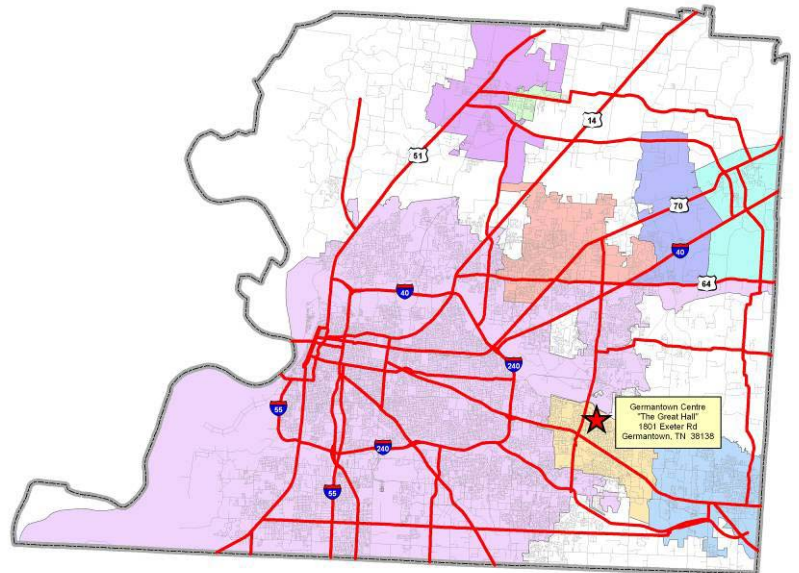 14
51
70
40
64
40
240
Germantown Centre
"The Great Hall"
1801 Exeter Rd
Germantown, TN 38138
55
240
55